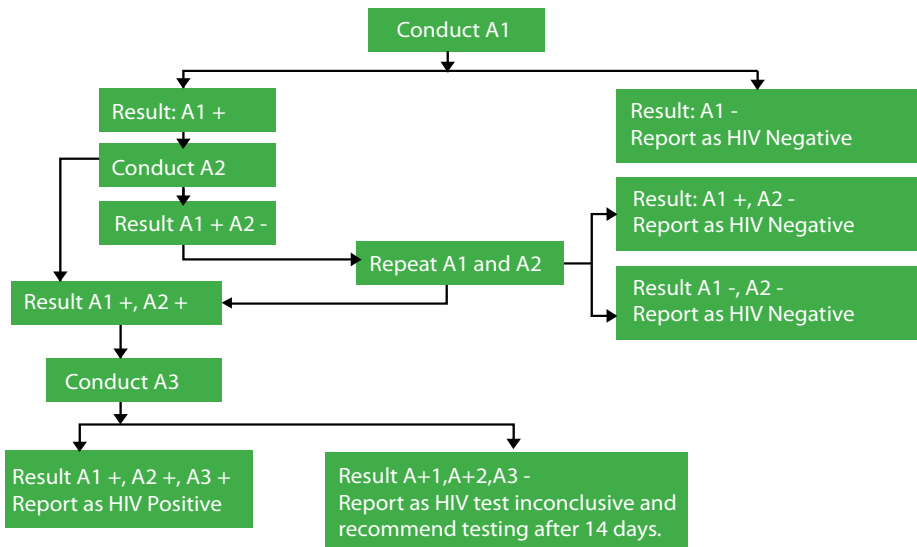 Conduct A1
Result: A1 +
Result: A1 -
Report as HIV Negative
Conduct A2
Result: A1 +, A2 -
Report as HIV Negative
Result A1 + A2 -
Repeat A1 and A2
Result A1 -, A2 -
Report as HIV Negative
Result A1 +, A2 +
Conduct A3
Result A1 +, A2 +, A3 +
Report as HIV Positive
Result A+1,A+2,A3 -
Report as HIV test inconclusive and
recommend testing after 14 days.